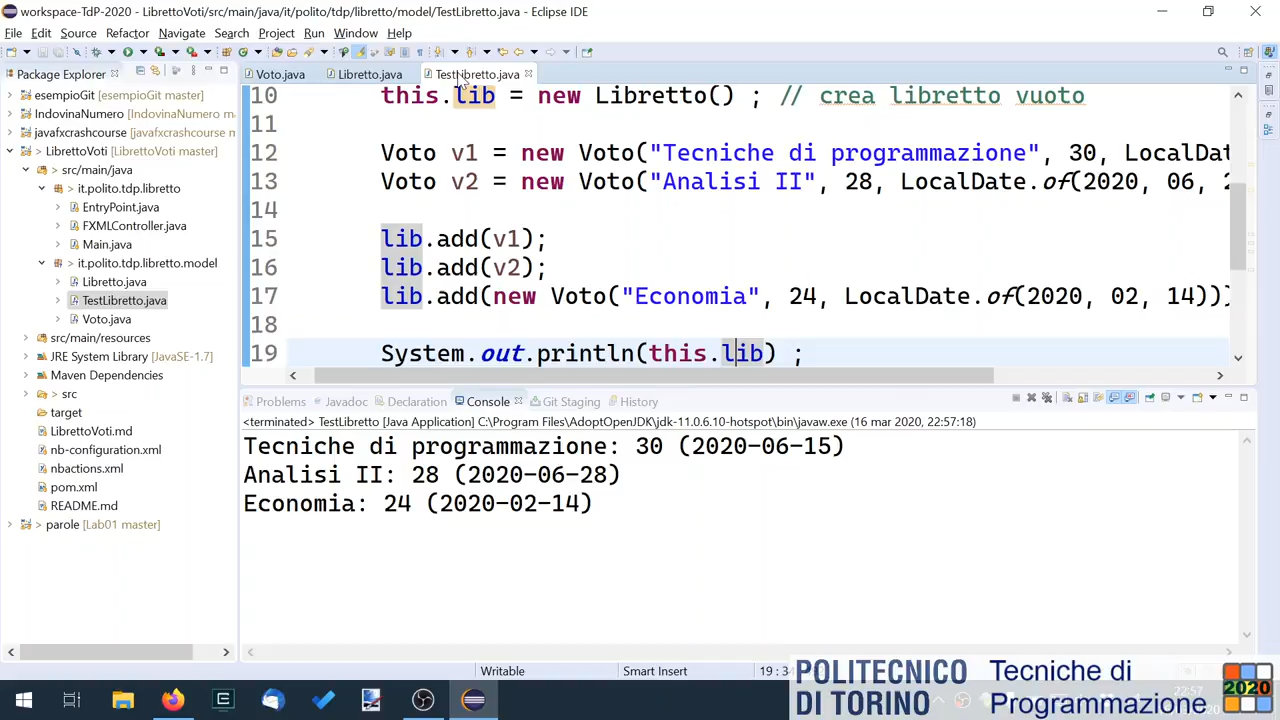 workspace-TdP-2020 - LibrettoVoti/src/main/java/it/polito/tdp/libretto/model/TestLibretto.java - Eclipse IDE
File Edit Source Refactor Navigate Search Project Run Window Help
Package Explorer
Voto.java Libretto.java TestLibretto.java
esempioGit [esempioGit master]
IndovinaNumero [IndovinaNumero ma
javafxcrashcourse [javafxcrashcourse m
> LibrettoVoti [LibrettoVoti master]
> src/main/java
> it.polito.tdp.libretto
EntryPoint.java
FXMLController.java
Main.java
> it.polito.tdp.libretto.model
Libretto.java
TestLibretto.java
Voto.java
src/main/resources
JRE System Library [JavaSE-1.7]
Maven Dependencies
> src
target
LibrettoVoti.md
nb-configuration.xml
nbactions.xml
pom.xml
README.md
> parole [Lab01 master]
10 this.lib = new Libretto() ; // crea libretto vuoto
11
12 Voto v1 = new Voto("Tecniche di programmazione", 30, LocalDat
13 Voto v2 = new Voto("Analisi II", 28, LocalDate.of(2020, 06, 2
14
15 lib.add(v1);
16 lib.add(v2);
17 lib.add(new Voto("Economia", 24, LocalDate.of(2020, 02, 14)))
18
19 System.out.println(this.lib) ;
Problems Javadoc Declaration Console Git Staging History
<terminated> TestLibretto [Java Application] C:\Program Files\AdoptOpenJDK\jdk-11.0.6.10-hotspot\bin\javaw.exe (16 mar 2020, 22:57:18)
Tecniche di programmazione: 30 (2020-06-15)
Analisi II: 28 (2020-06-28)
Economia: 24 (2020-02-14)
Writable Smart Insert 19 : 3
POLITECNICO
DI TORINO
Tecniche di
Programmazione
2020
22:57